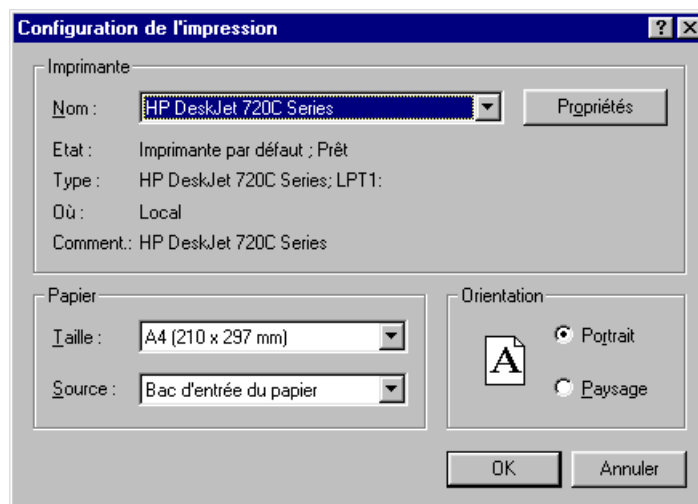 Configuration de l'impression
Imprimante
Nom : HP DeskJet 720C Series Propriétés
Etat : Imprimante par défaut ; Prêt
Type : HP DeskJet 720C Series; LPT1:
Où : Local
Comment.: HP DeskJet 720C Series
Papier
Taille : A4 (210 x 297 mm)
Source : Bac d'entrée du papier
Orientation
A
Portrait
Paysage
OK Annuler